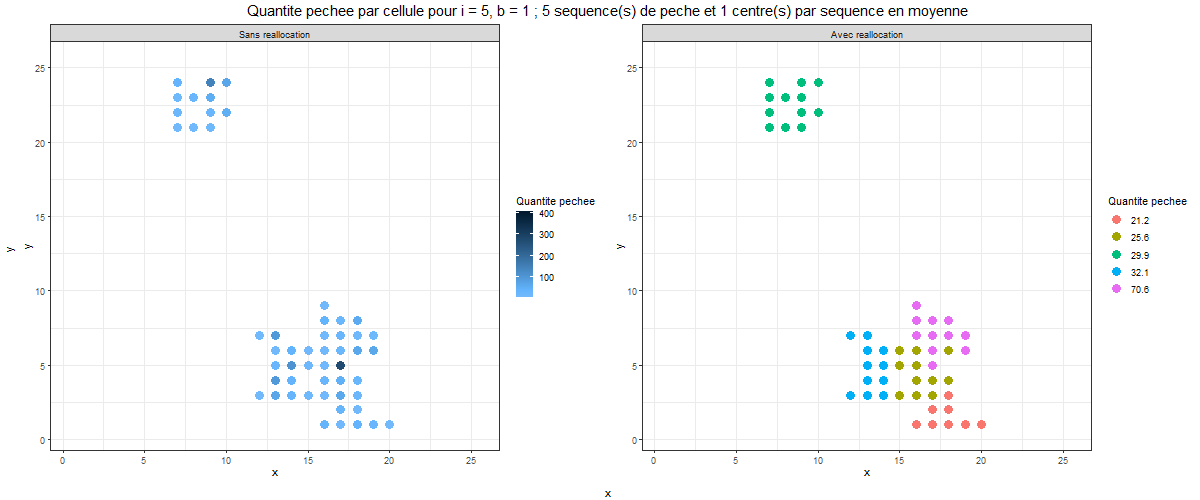 Quantite pechee par cellule pour i = 5, b = 1 ; 5 sequence(s) de peche et 1 centre(s) par sequence en moyenne
Sans reallocation
25
20
15
10
5
0
0 5 10 15 20 25
x
y
y
Quantite pechee
400
300
200
100
Avec reallocation
25
20
15
10
5
0
0 5 10 15 20 25
x
y
Quantite pechee
21.2
25.6
29.9
32.1
70.6
x